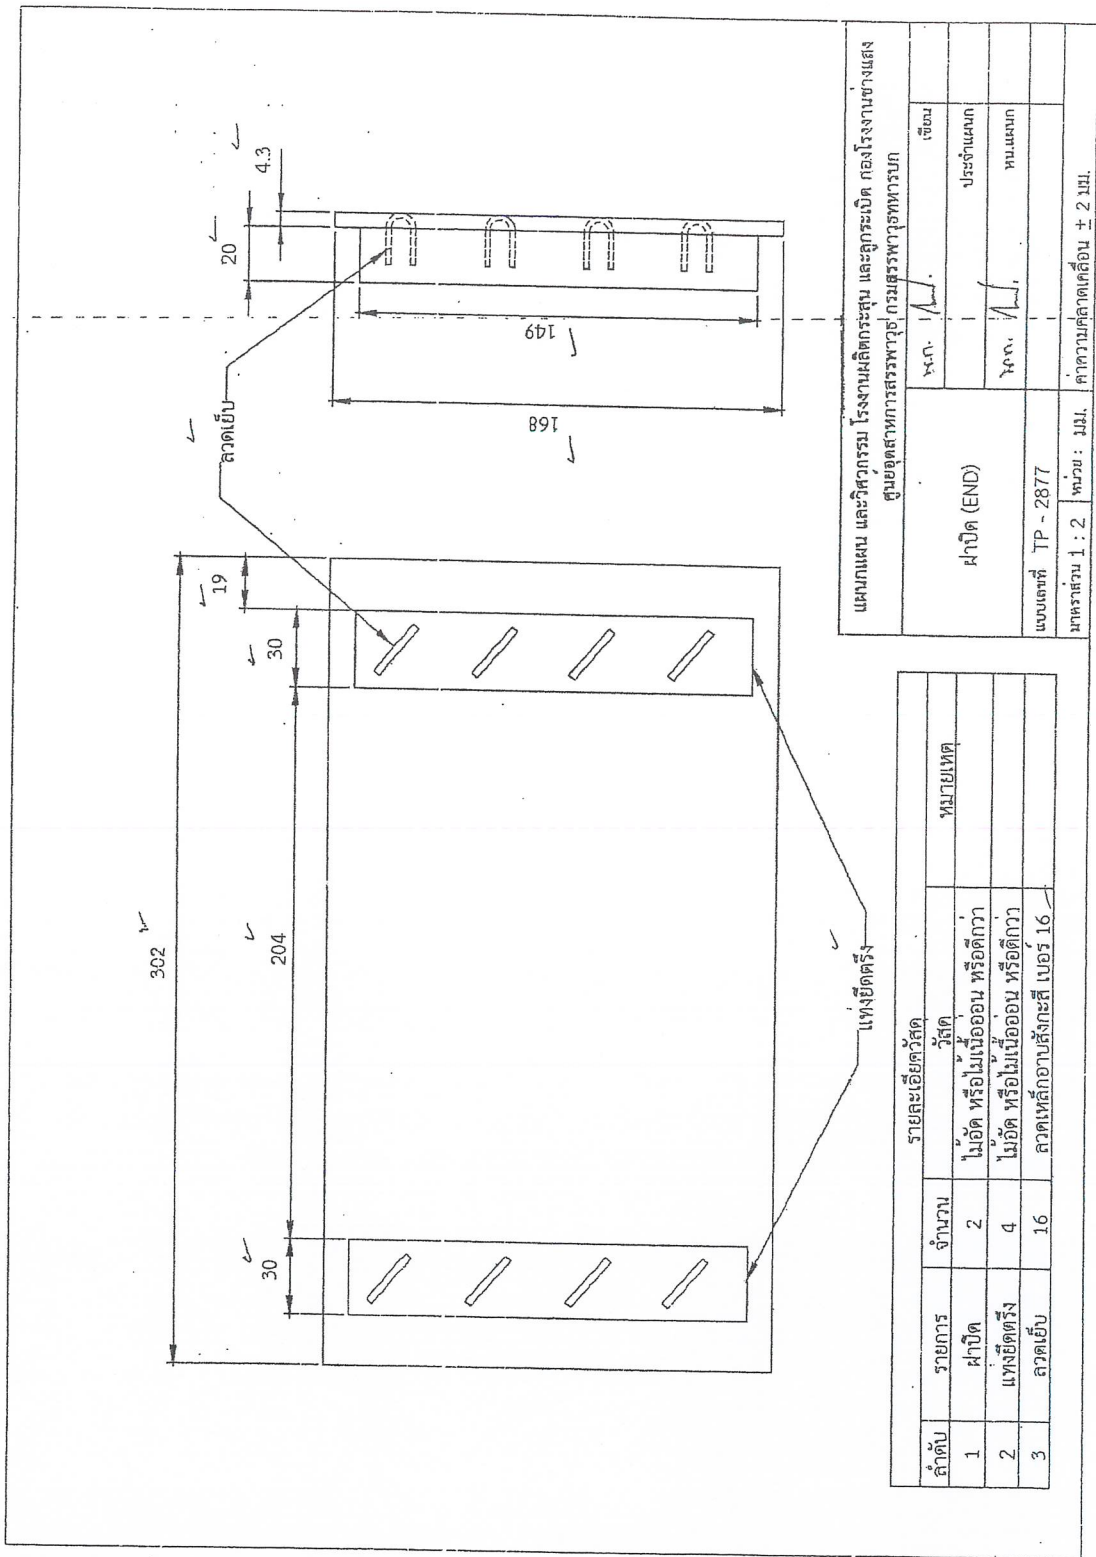 302
204
30
30
19
ลวดเย็บ
20
4.3
149
168
แท่งยึดตรึง
รายละเอียดวัสดุ
ลำดับ รายการ จำนวน วัสดุ หมายเหตุ
1 ฝาปิด 2 ไม้อัด หรือไม้เนื้ออ่อน หรือดีกว่า
2 แท่งยึดตรึง 4 ไม้อัด หรือไม้เนื้ออ่อน หรือดีกว่า
3 ลวดเย็บ 16 ลวดเหล็กอาบสังกะสี เบอร์ 16
แผนกแผน และวิศวกรรม โรงงานผลิตกระสุน และลูกระเบิด กองโรงงานช่างแสง
ศูนย์อุตสาหการสรรพาวุธ กรมสรรพาวุธทหารบก
ฝาปิด (END)
พ.ท. เขียน
ประจำแผนก
หน.แผนก
แบบเลขที่ TP - 2877
มาตราส่วน 1 : 2 หน่วย : มม. ค่าความคลาดเคลื่อน ± 2 มม.